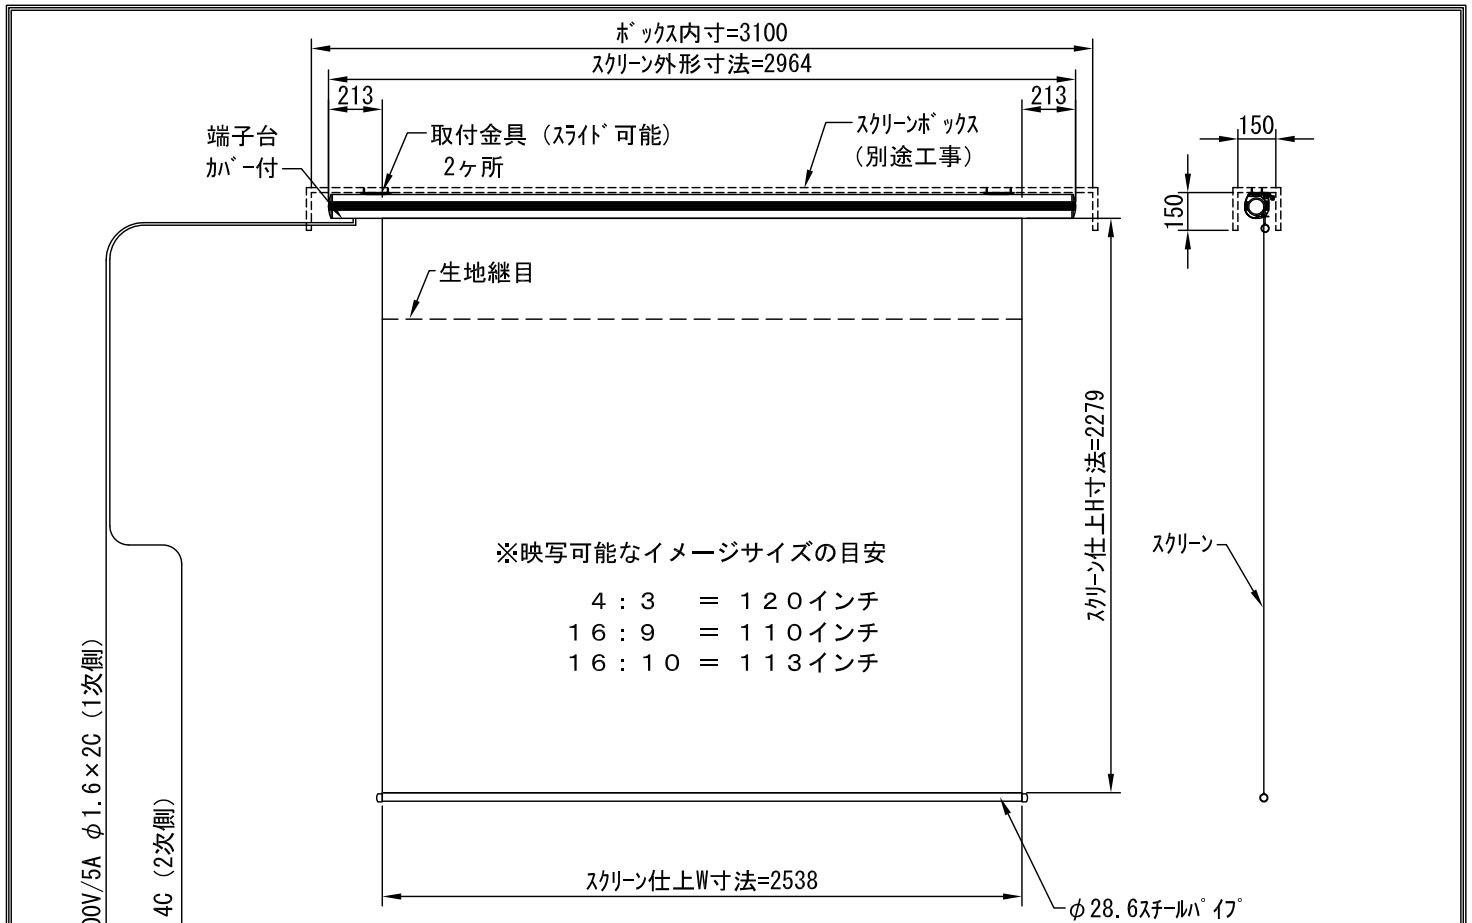 ﾎﾞｯｸｽ内寸=3100
ｽｸﾘｰﾝ外形寸法=2964
213
213
端子台
ｶﾊﾞｰ付
取付金具（ｽﾗｲﾄﾞ可能）
2ヶ所
ｽｸﾘｰﾝﾎﾞｯｸｽ
（別途工事）
150
150
生地継目
ｽｸﾘｰﾝ仕上H寸法=2279
ｽｸﾘｰﾝ
※映写可能なイメージサイズの目安
４：３　＝　１２０インチ
１６：９　＝　１１０インチ
１６：１０　＝　１１３インチ
00V/5A φ1.6×2C（1次側）
4C（2次側）
ｽｸﾘｰﾝ仕上W寸法=2538
φ28.6ｽﾁｰﾙﾊﾟｲﾌﾟ